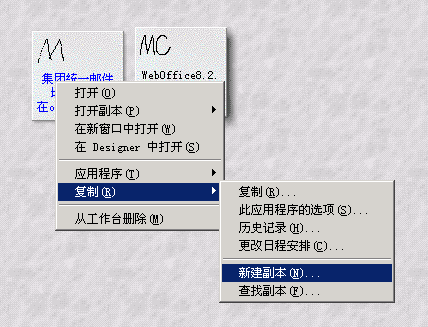 M
MC
集团统一邮件
WebOffice8.2.
在
打开(O)
打开副本(P)
在新窗口中打开(W)
在 Designer 中打开(S)
应用程序(T)
复制(R)
从工作台删除(M)
复制(R)...
此应用程序的选项(S)...
历史记录(H)...
更改日程安排(C)...
新建副本(N)...
查找副本(F)...